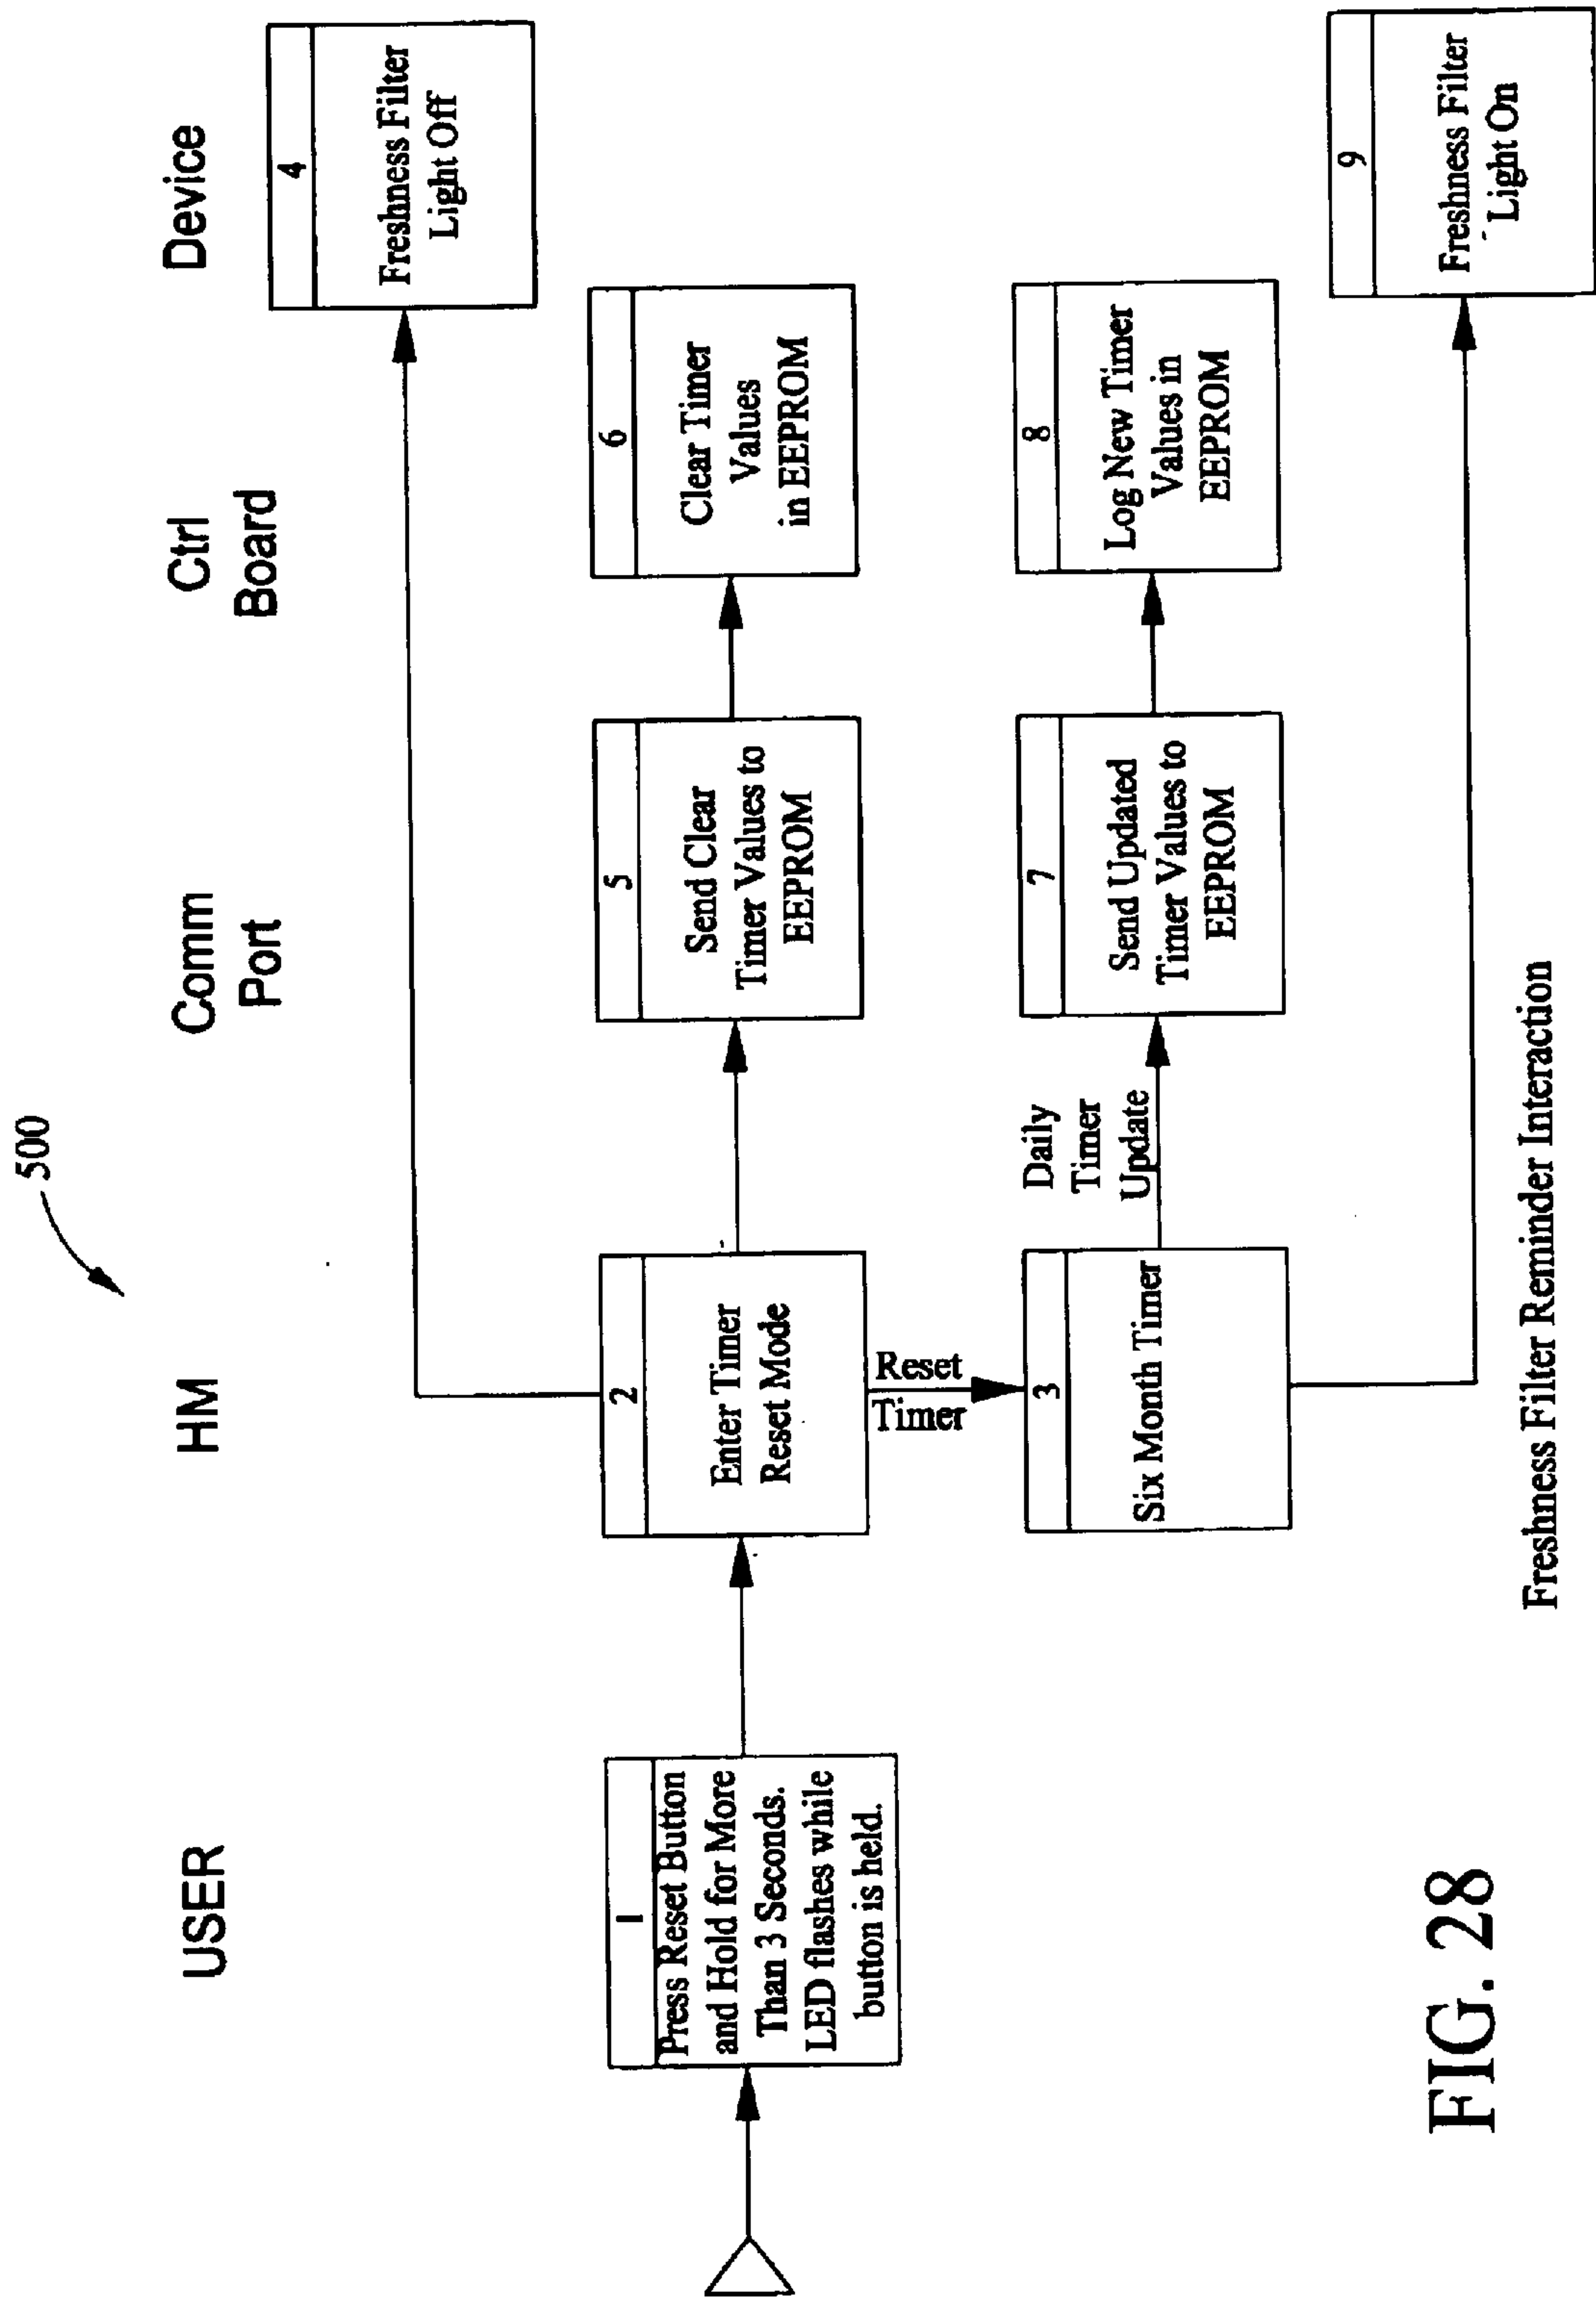 500
USER
HM
Comm
Port
Ctrl
Board
Device
1
Press Reset Button
and Hold for More
Than 3 Seconds.
LED flashes while
button is held.
2
Enter Timer
Reset Mode
Reset
Timer
3
Six Month Timer
Daily
Timer
Update
4
Freshness Filter
Light Off
5
Send Clear
Timer Values to
EEPROM
6
Clear Timer
Values
in EEPROM
7
Send Updated
Timer Values to
EEPROM
8
Log New Timer
Values in
EEPROM
9
Freshness Filter
Light On
Freshness Filter Reminder Interaction
FIG. 28